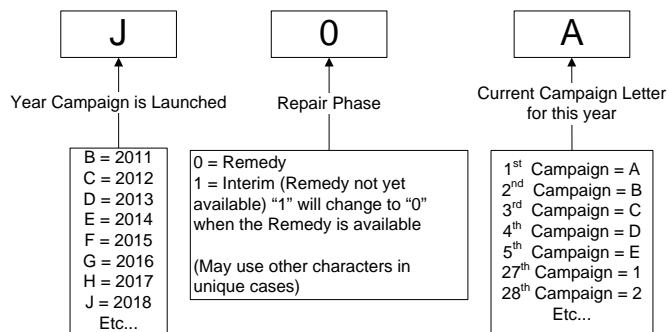 J
0
A
Year Campaign is Launched
Repair Phase
Current Campaign Letter
for this year
B = 2011
C = 2012
D = 2013
E = 2014
F = 2015
G = 2016
H = 2017
J = 2018
Etc...
0 = Remedy
1 = Interim (Remedy not yet
available) “1” will change to “0”
when the Remedy is available
(May use other characters in
unique cases)
1st Campaign = A
2nd Campaign = B
3rd Campaign = C
4th Campaign = D
5th Campaign = E
27th Campaign = 1
28th Campaign = 2
Etc...